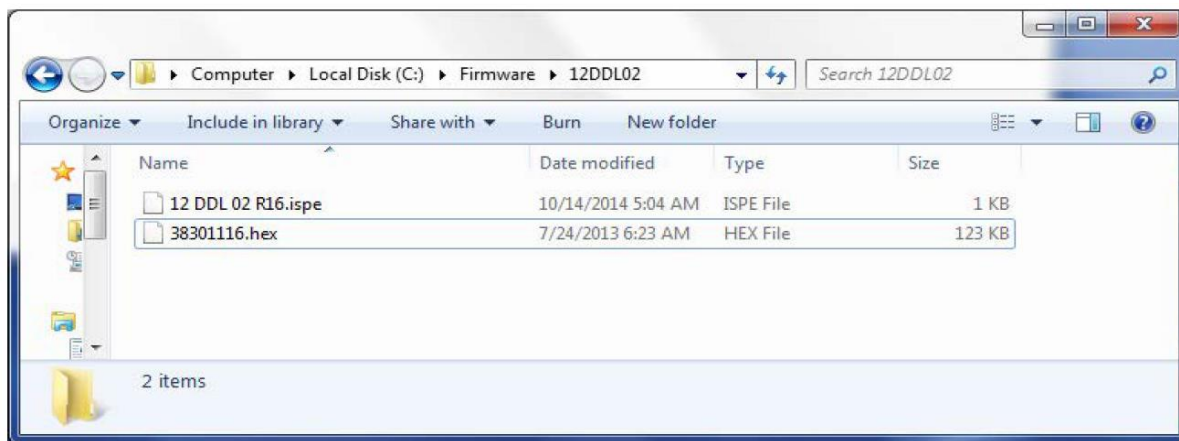 Computer Local Disk (C:) Firmware 12DDL02 Search 12DDL02
Organize Include in library Share with Burn New folder
Name Date modified Type Size
12 DDL 02 R16.ispe 10/14/2014 5:04 AM ISPE File 1 KB
38301116.hex 7/24/2013 6:23 AM HEX File 123 KB
2 items